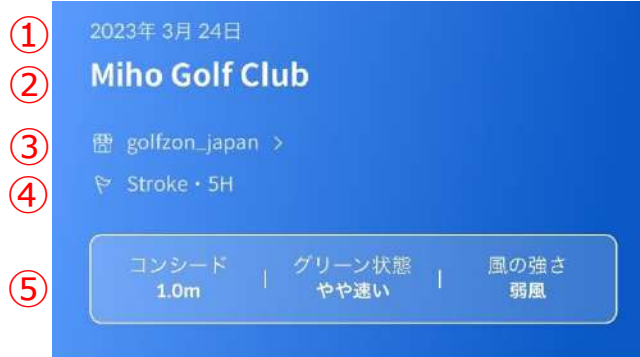 ① 2023年 3月 24日
② Miho Golf Club
③ golfzon_japan >
④ Stroke・5H
⑤ コンシード | グリーン状態 | 風の強さ
1.0m やや速い 弱風